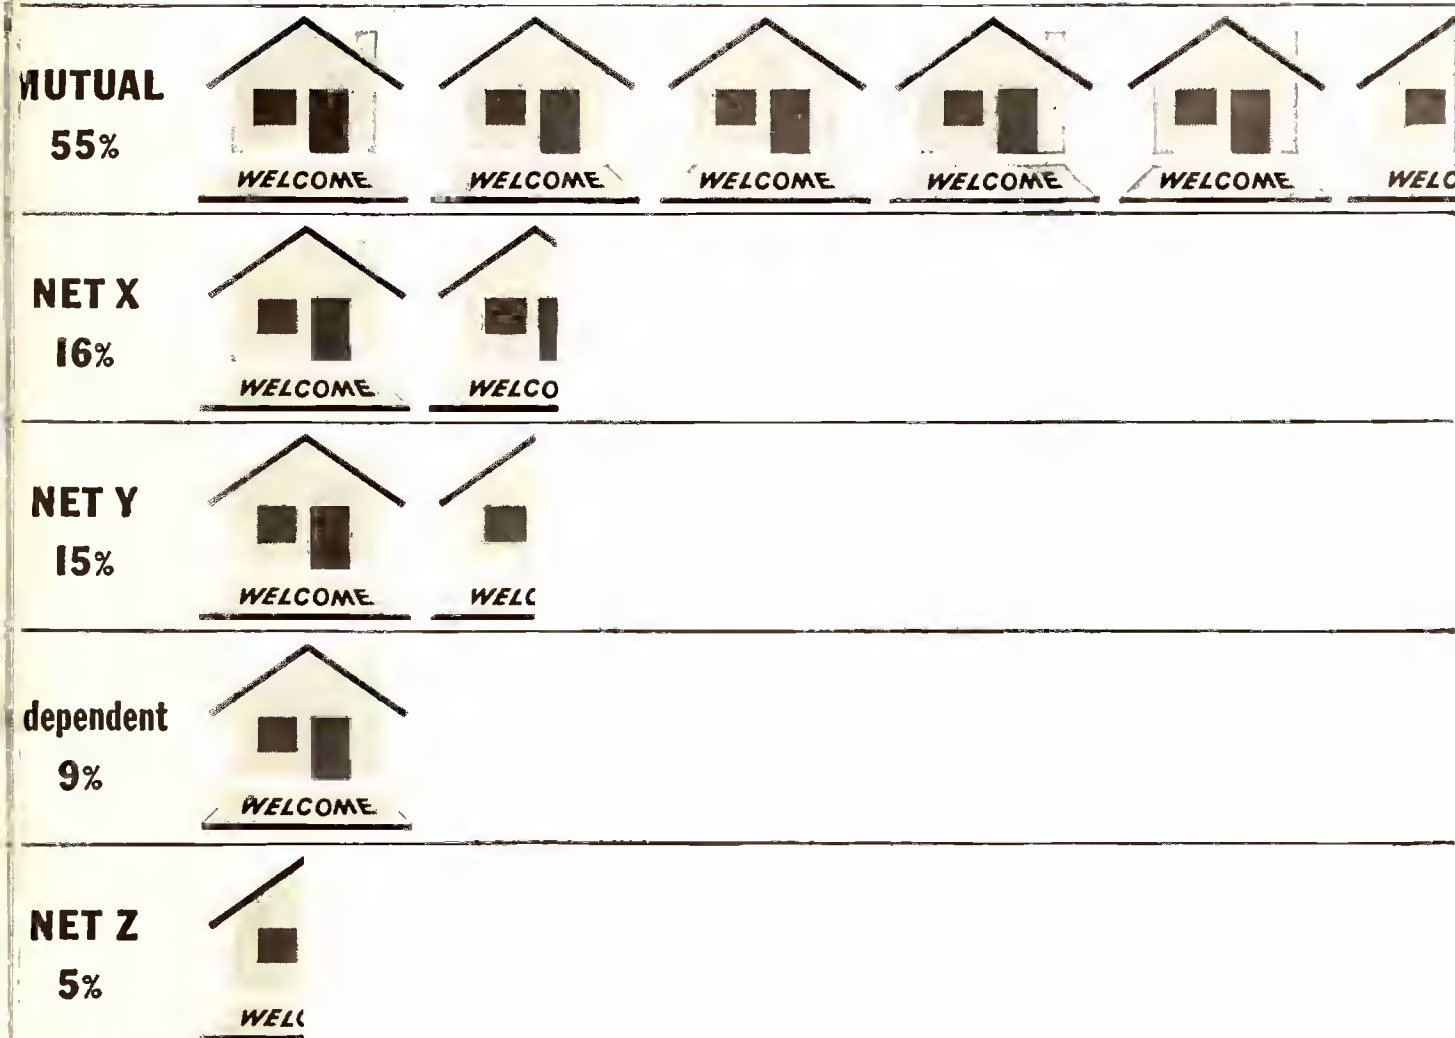 MUTUAL
55%
WELCOME WELCOME WELCOME WELCOME WELCOME WELC
NET X
16%
WELCOME WELCO
NET Y
15%
WELCOME WELC
dependent
9%
WELCOME
NET Z
5%
WELC